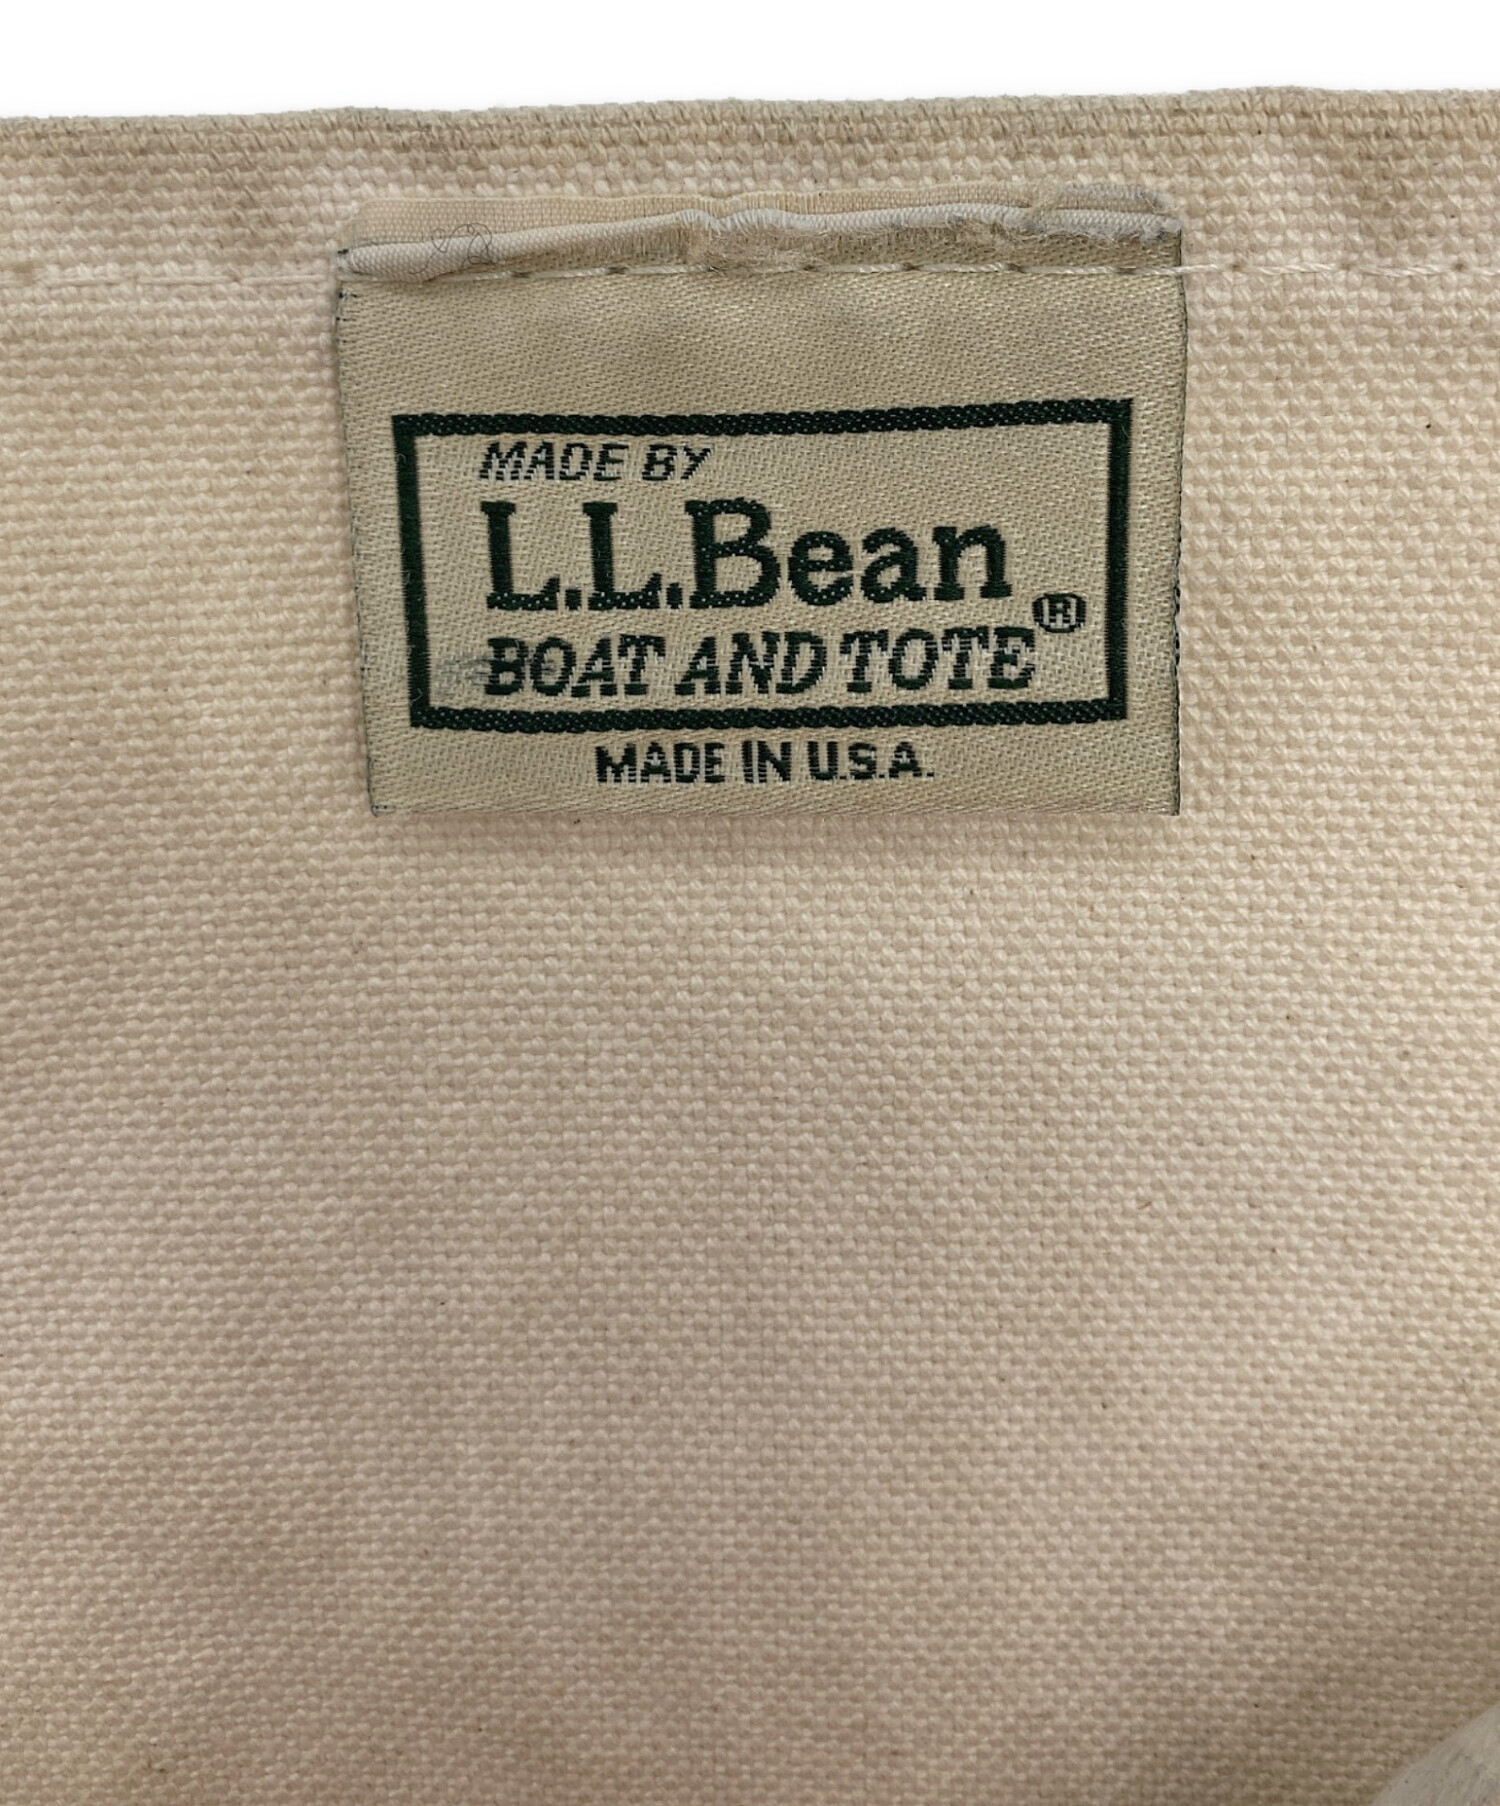 MADE BY
L.L.Bean
BOAT AND TOTE®
MADE IN U.S.A.